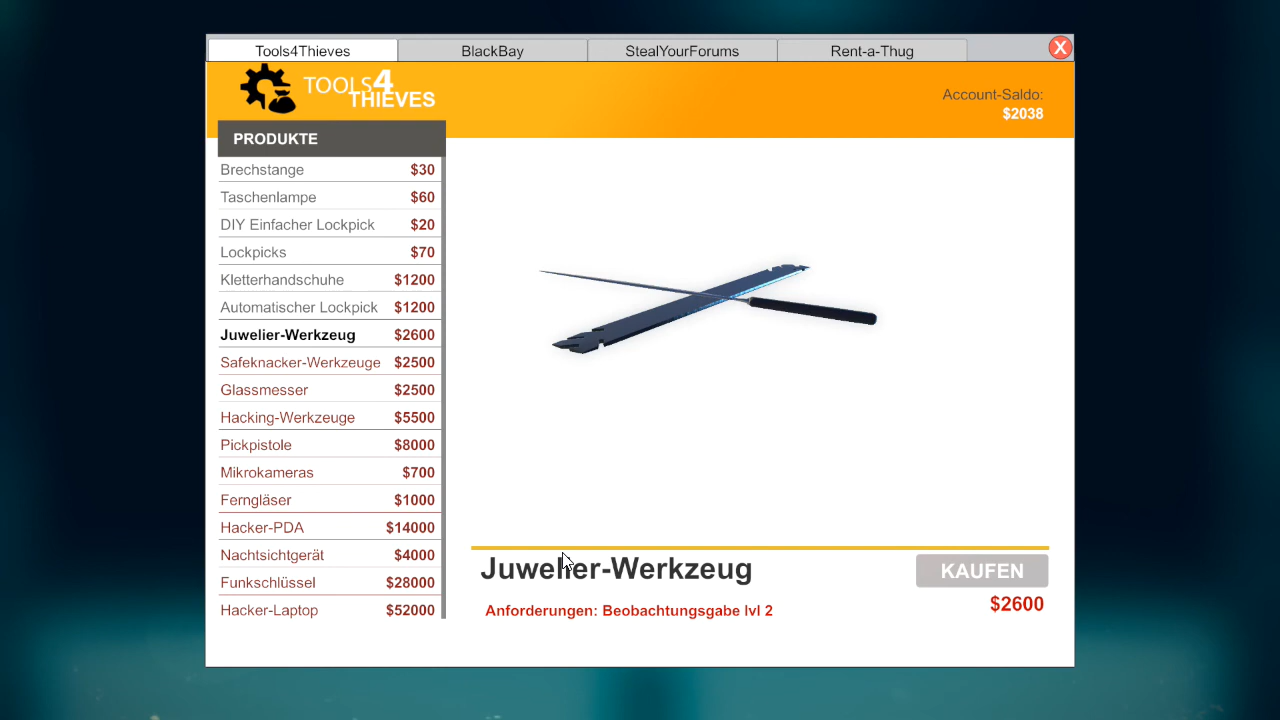 Tools4Thieves
BlackBay
StealYourForums
Rent-a-Thug
X
TOOLS4
THIEVES
Account-Saldo:
$2038
PRODUKTE
Brechstange $30
Taschenlampe $60
DIY Einfacher Lockpick $20
Lockpicks $70
Kletterhandschuhe $1200
Automatischer Lockpick $1200
Juwelier-Werkzeug $2600
Safeknacker-Werkzeuge $2500
Glassmesser $2500
Hacking-Werkzeuge $5500
Pickpistole $8000
Mikrokameras $700
Ferngläser $1000
Hacker-PDA $14000
Nachtsichtgerät $4000
Funkschlüssel $28000
Hacker-Laptop $52000
Juwelier-Werkzeug
KAUFEN
Anforderungen: Beobachtungsgabe lvl 2
$2600